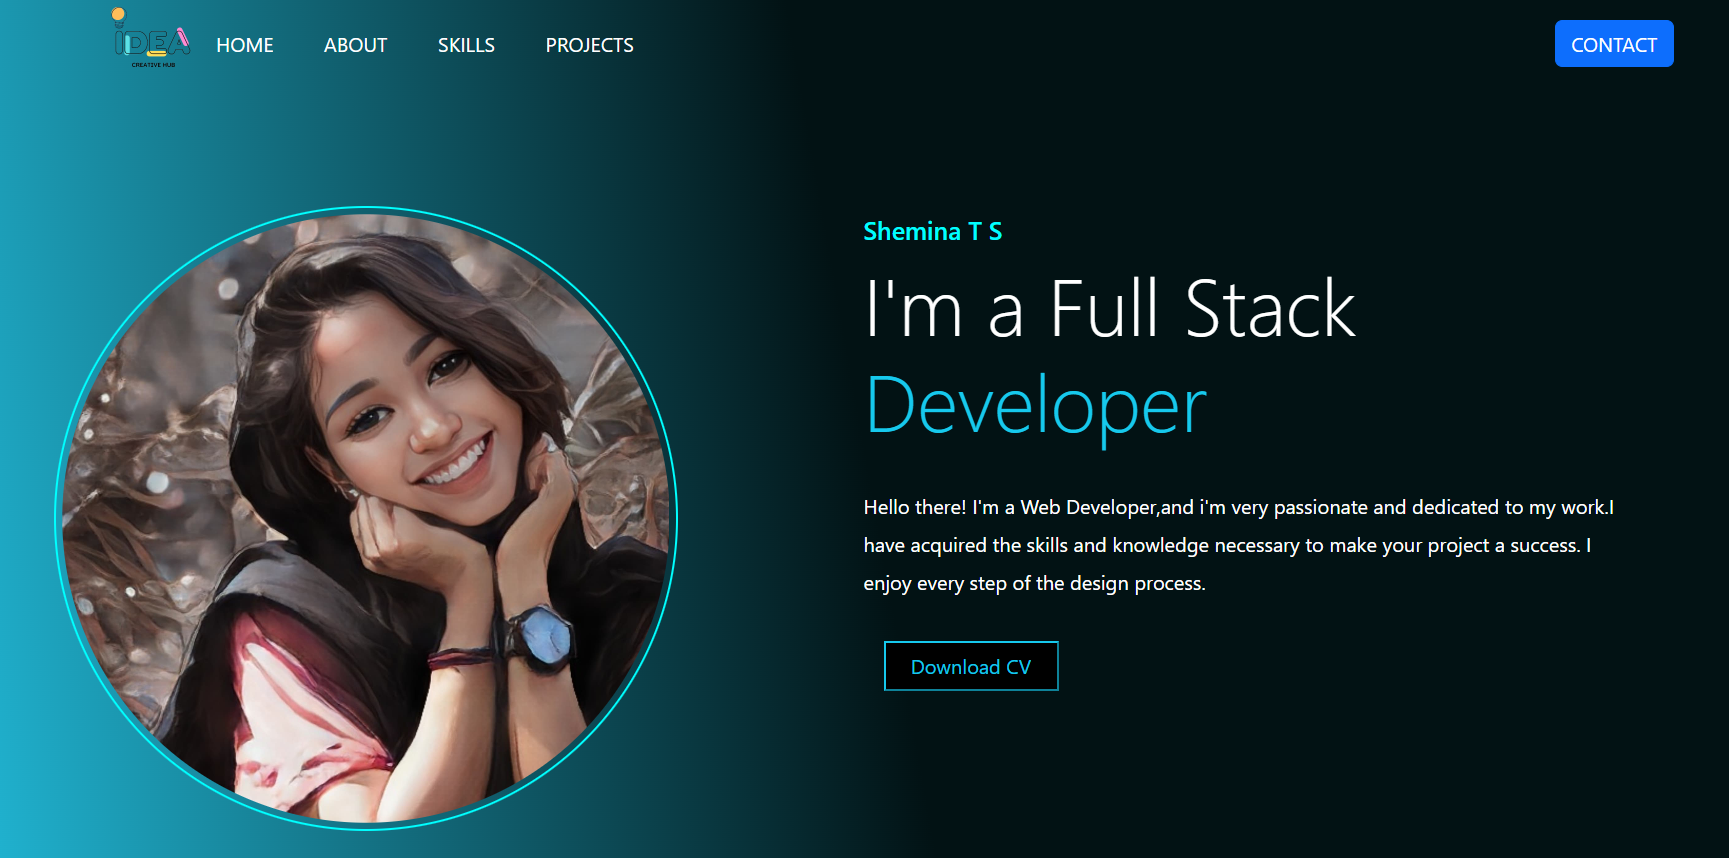 IDEA
CREATIVE HUB
HOME ABOUT SKILLS PROJECTS CONTACT
Shemina T S
I'm a Full Stack
Developer
Hello there! I'm a Web Developer,and i'm very passionate and dedicated to my work.I
have acquired the skills and knowledge necessary to make your project a success. I
enjoy every step of the design process.
Download CV